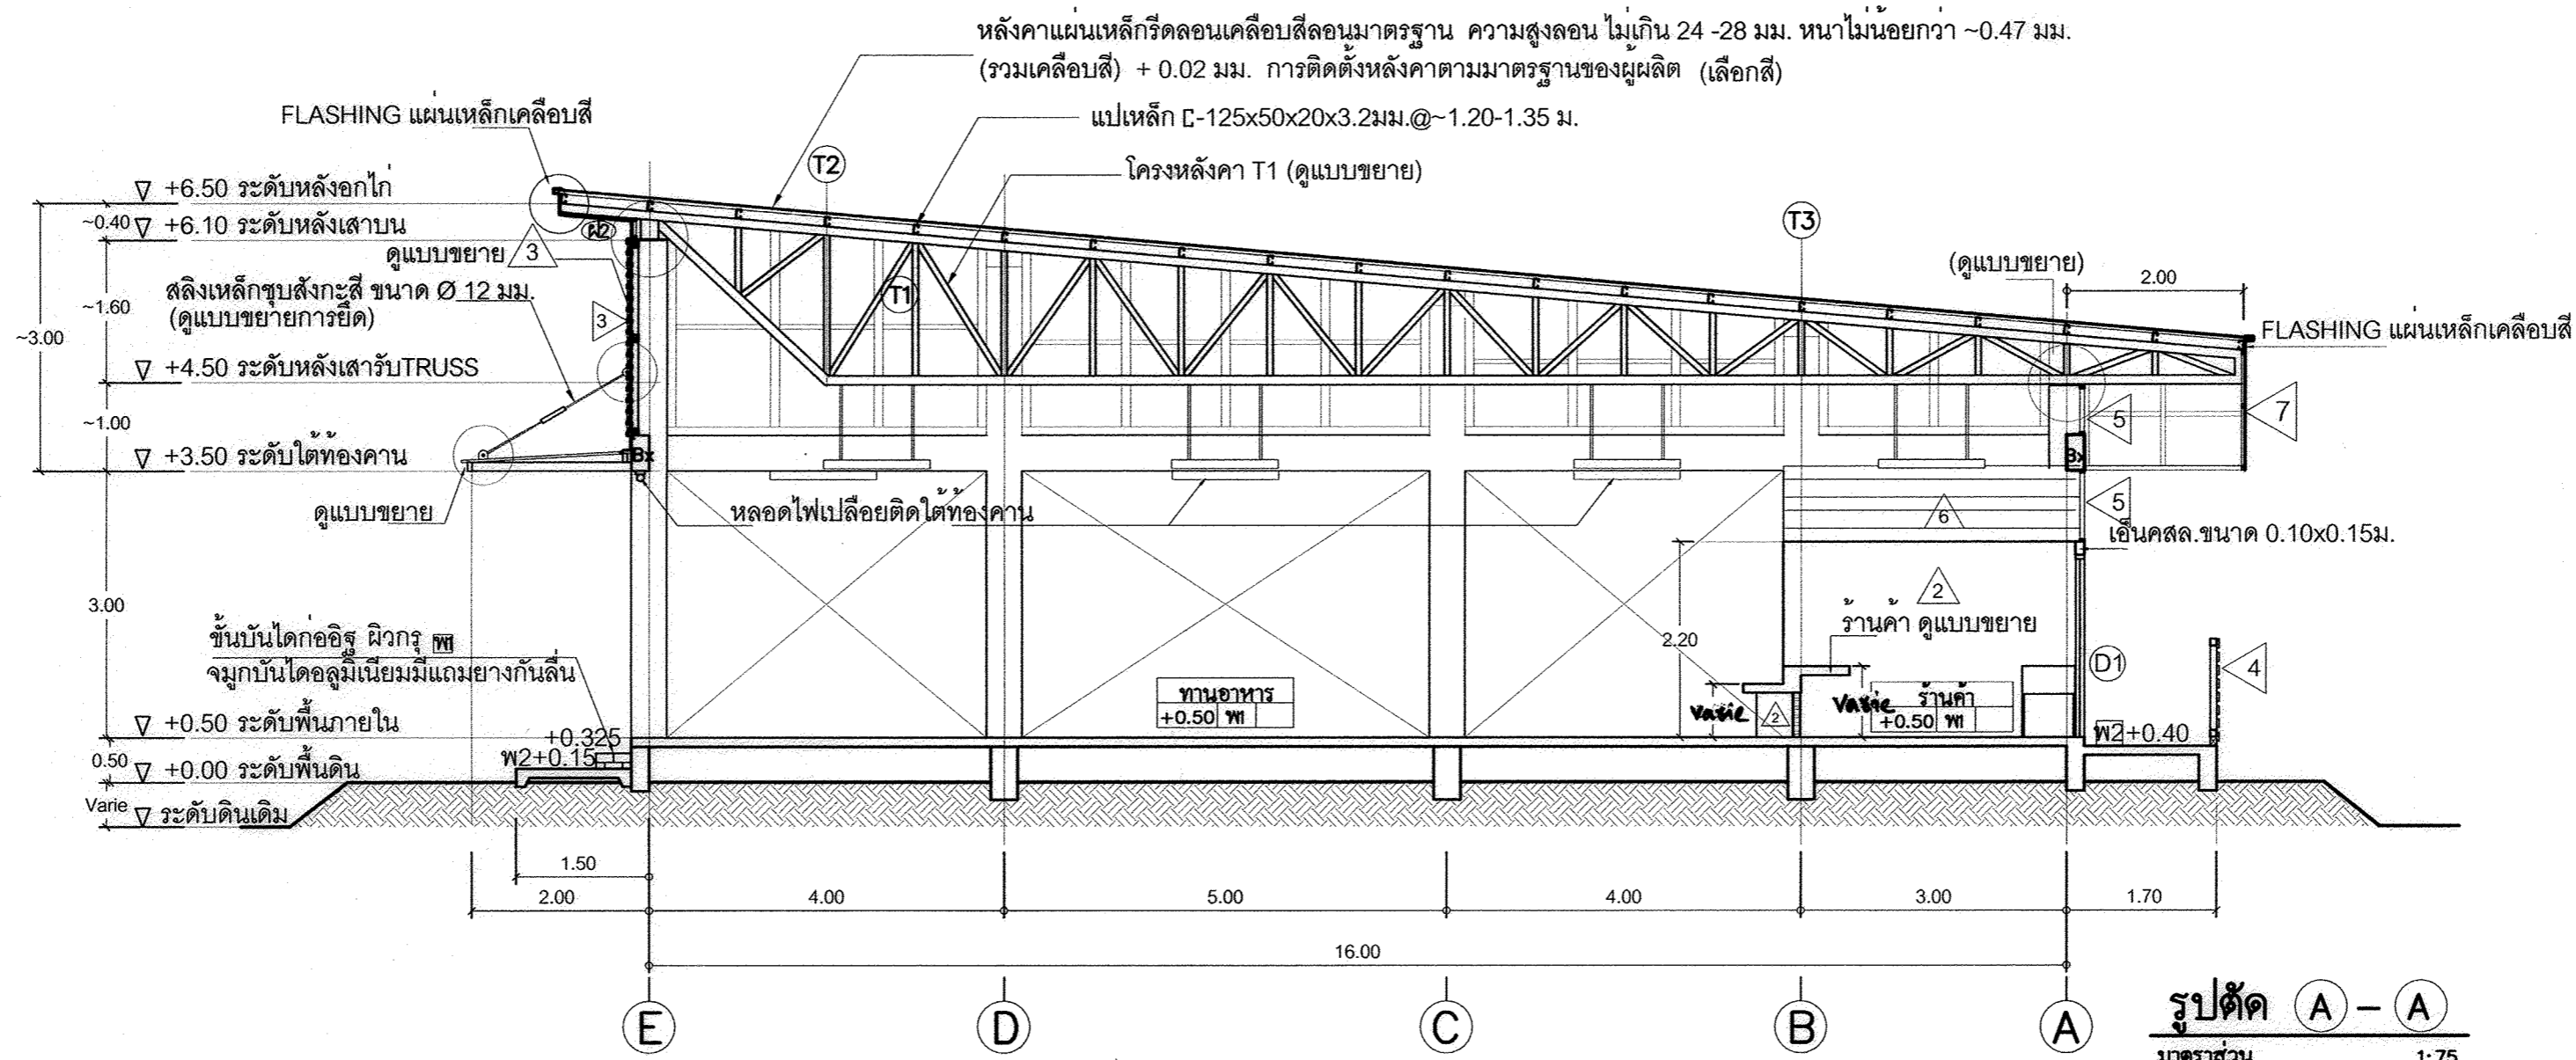 หลังคาแผ่นเหล็กรีดลอนเคลือบสีลอนมาตรฐาน ความสูงลอน ไม่เกิน 24 -28 มม. หนาไม่น้อยกว่า ~0.47 มม.
(รวมเคลือบสี) + 0.02 มม. การติดตั้งหลังคาตามมาตรฐานของผู้ผลิต (เลือกสี)
FLASHING แผ่นเหล็กเคลือบสี
แปเหล็ก C-125x50x20x3.2มม.@~1.20-1.35 ม.
T2
โครงหลังคา T1 (ดูแบบขยาย)
+6.50 ระดับหลังอกไก่
~0.40
+6.10 ระดับหลังเสาบน
ผ2
T3
ดูแบบขยาย 3
(ดูแบบขยาย)
2.00
สลิงเหล็กชุบสังกะสี ขนาด Ø 12 มม.
(ดูแบบขยายการยึด)
~1.60
T1
3
~3.00
FLASHING แผ่นเหล็กเคลือบสี
+4.50 ระดับหลังเสารับTRUSS
~1.00
5
7
+3.50 ระดับใต้ท้องคาน
Bx
Bx
ดูแบบขยาย
หลอดไฟเปลือยติดใต้ท้องคาน
6
5
เอ็นคสล.ขนาด 0.10x0.15ม.
3.00
2
ร้านค้า ดูแบบขยาย
2.20
ขั้นบันไดก่ออิฐ ผิวกรุ พ1
จมูกบันไดอลูมิเนียมมีแถมยางกันลื่น
D1
4
ทานอาหาร
+0.50 พ1
varie
2
varie
ร้านค้า
+0.50 พ1
+0.50 ระดับพื้นภายใน
+0.325
พ2+0.40
0.50
พ2+0.15
+0.00 ระดับพื้นดิน
Varie
ระดับดินเดิม
1.50
2.00
4.00
5.00
4.00
3.00
1.70
16.00
E
D
C
B
A
รูปตัด A – A
มาตราส่วน 1:75